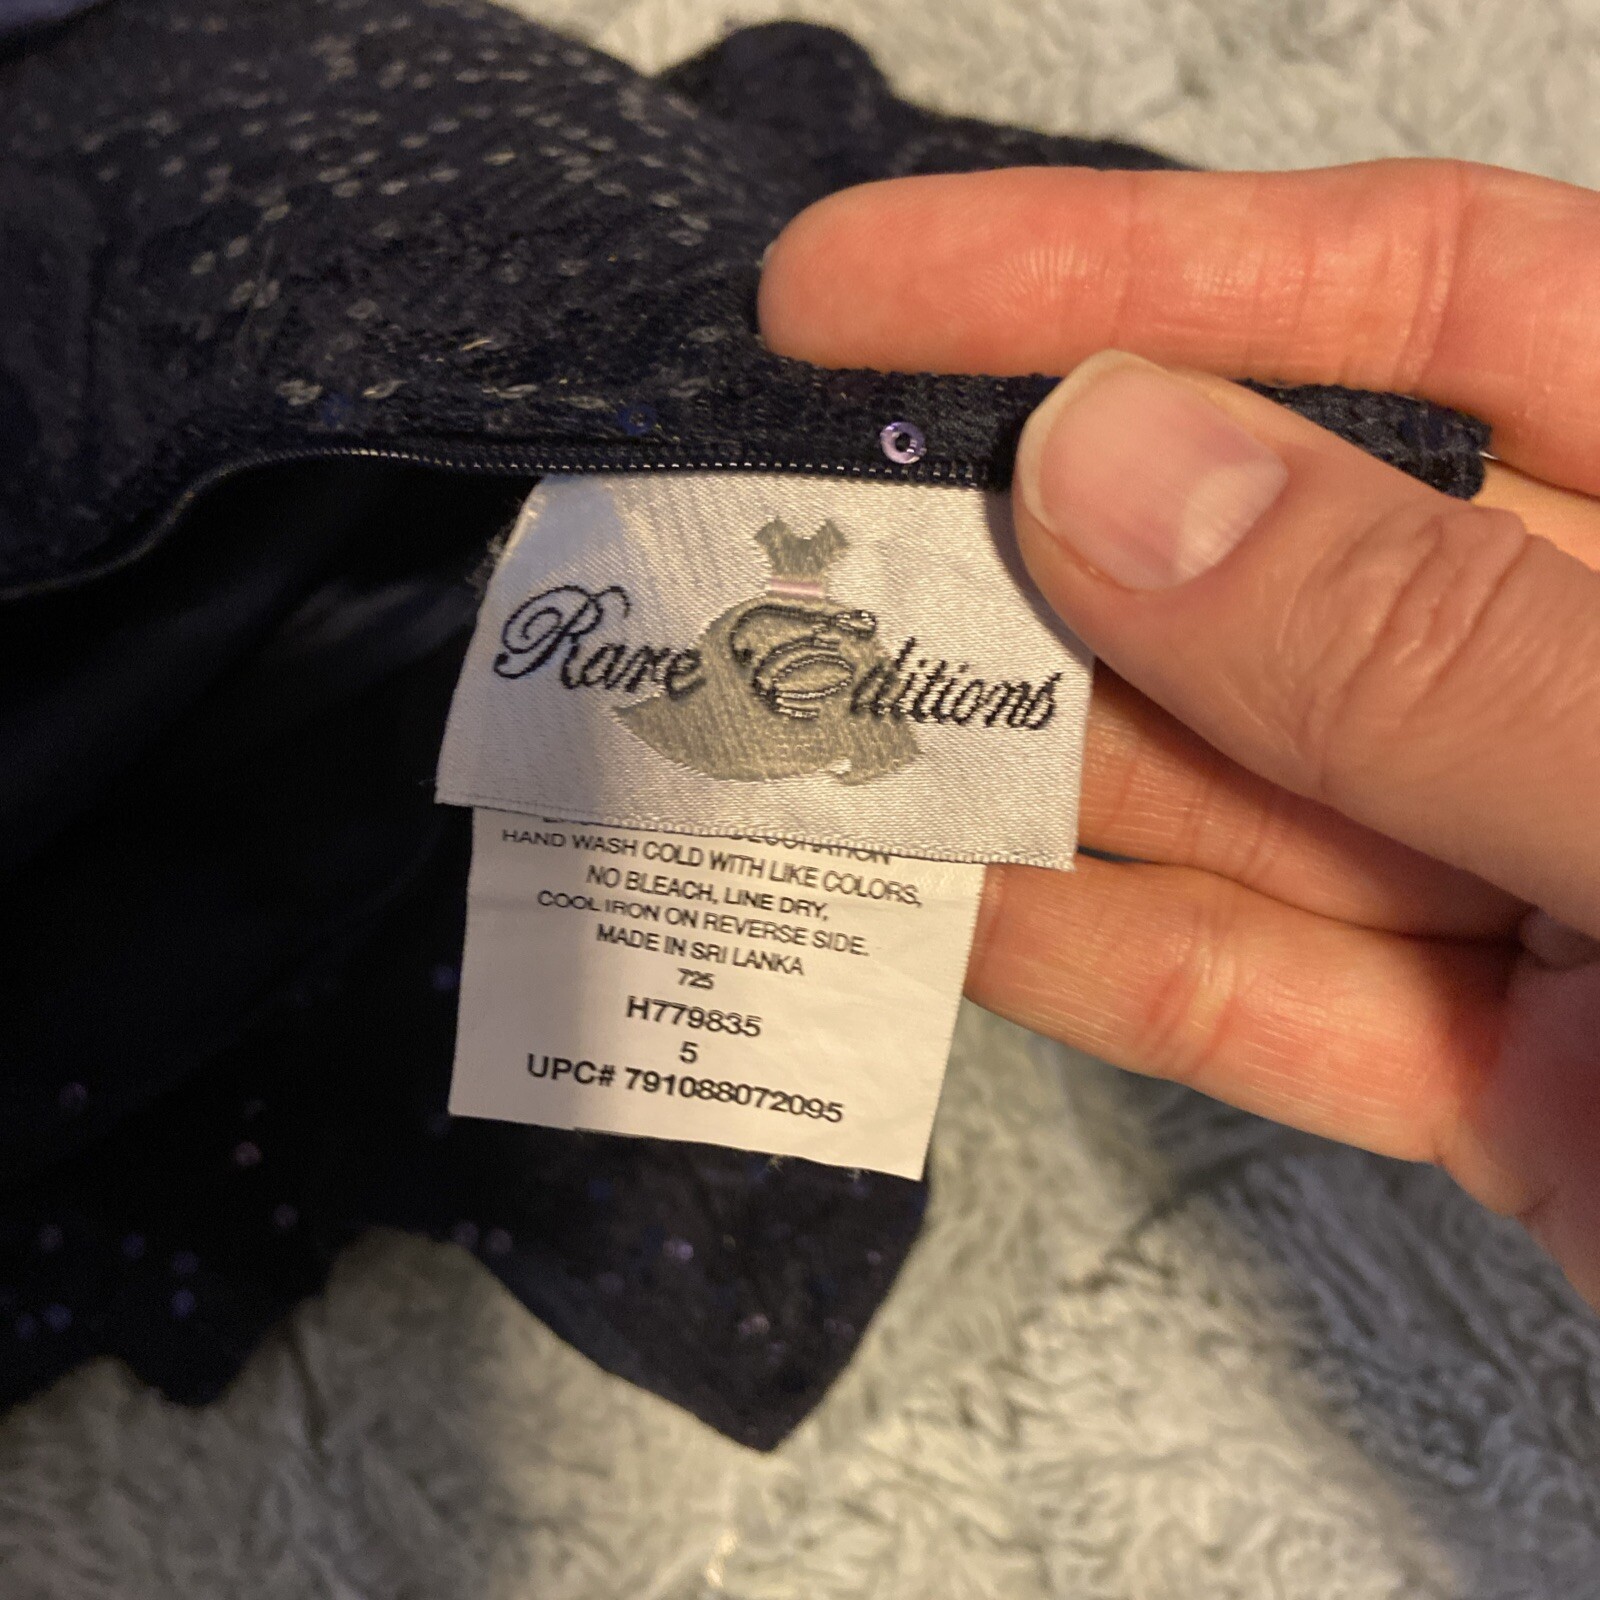 Rare Editions
DECORATION
HAND WASH COLD WITH LIKE COLORS,
NO BLEACH, LINE DRY,
COOL IRON ON REVERSE SIDE.
MADE IN SRI LANKA
725
H779835
5
UPC# 791088072095